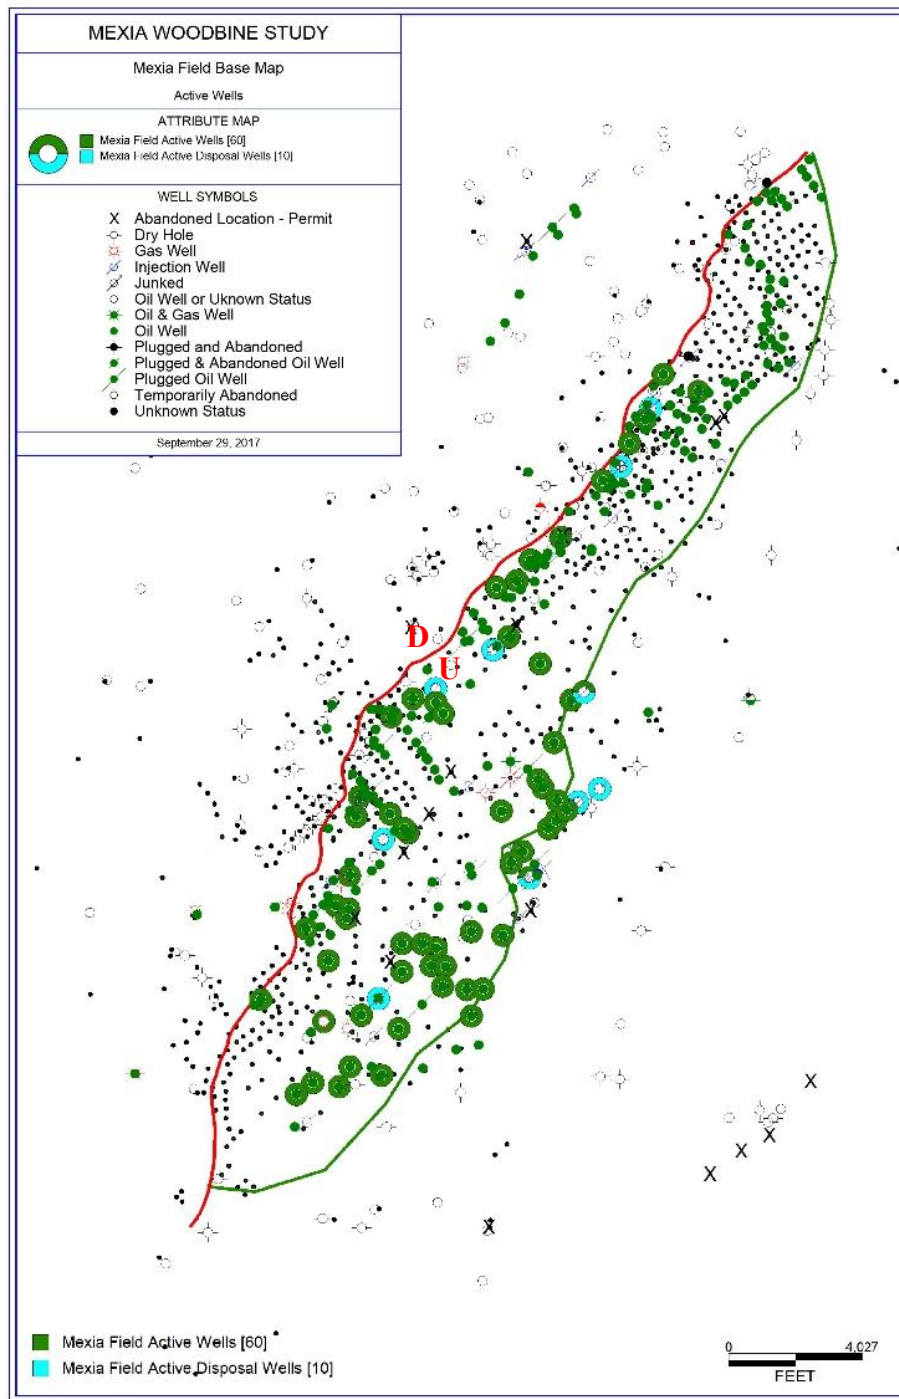 MEXIA WOODBINE STUDY
Mexia Field Base Map
Active Wells
ATTRIBUTE MAP
Mexia Field Active Wells [60]
Mexia Field Active Disposal Wells [10]
WELL SYMBOLS
X Abandoned Location - Permit
Dry Hole
Gas Well
Injection Well
Junked
Oil Well or Uknown Status
Oil & Gas Well
Oil Well
Plugged and Abandoned
Plugged & Abandoned Oil Well
Plugged Oil Well
Temporarily Abandoned
Unknown Status
September 29, 2017
D
U
Mexia Field Active Wells [60]
Mexia Field Active Disposal Wells [10]
0 4,027
FEET